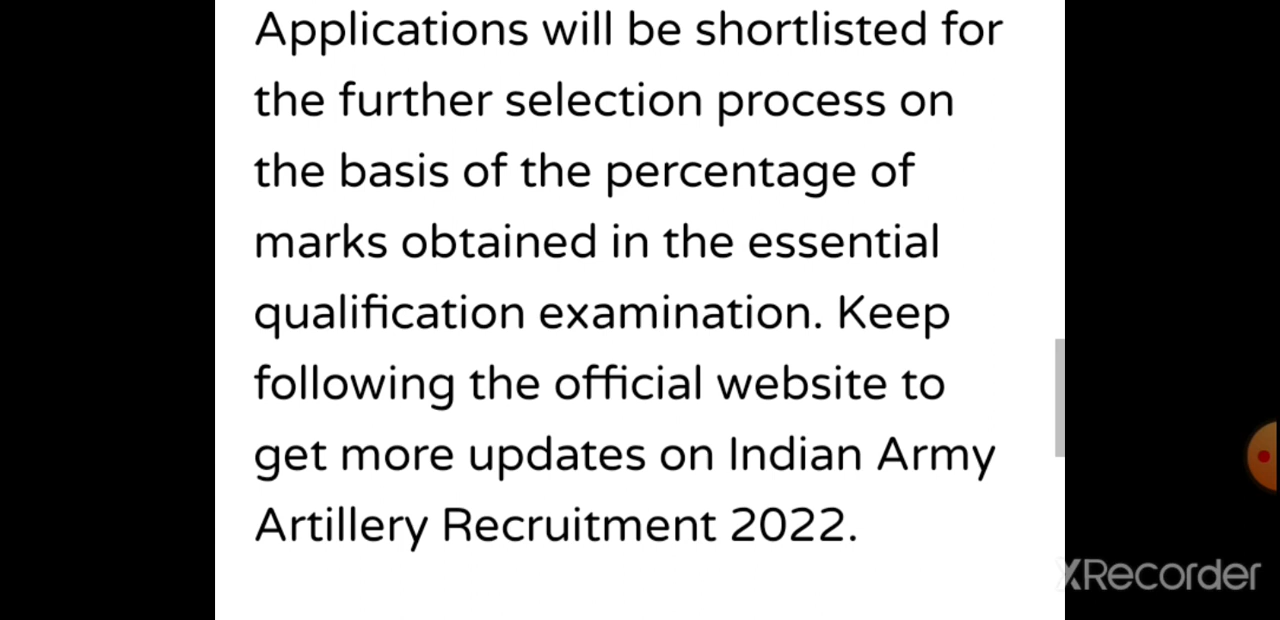 Applications will be shortlisted for
the further selection process on
the basis of the percentage of
marks obtained in the essential
qualification examination. Keep
following the official website to
get more updates on Indian Army
Artillery Recruitment 2022.
XRecorder